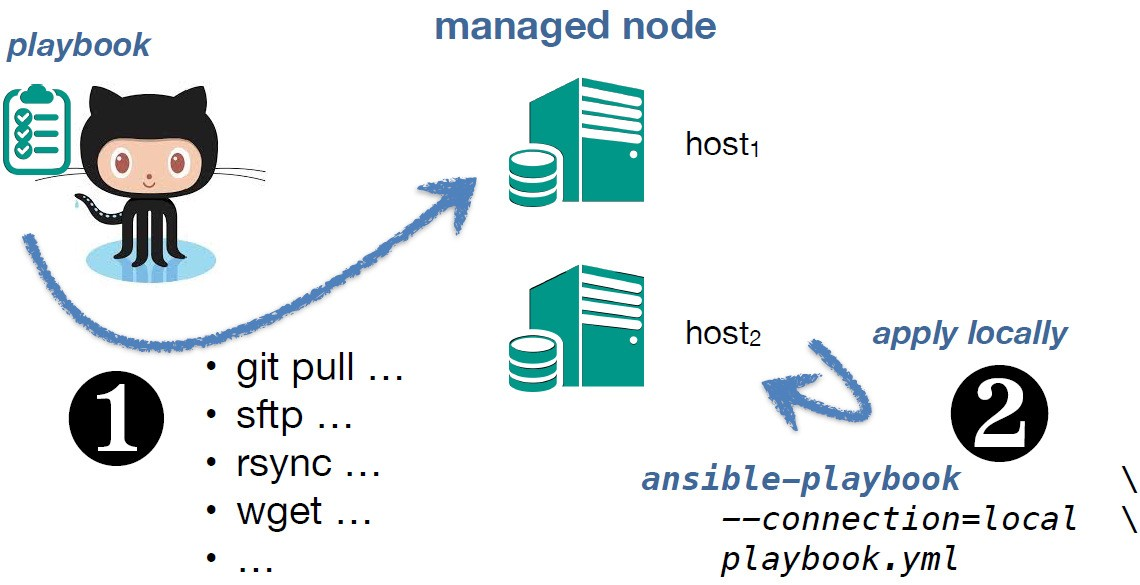 playbook
managed node
host₁
host₂
apply locally
1
• git pull …
• sftp …
• rsync …
• wget …
• …
2
ansible-playbook \
--connection=local \
playbook.yml